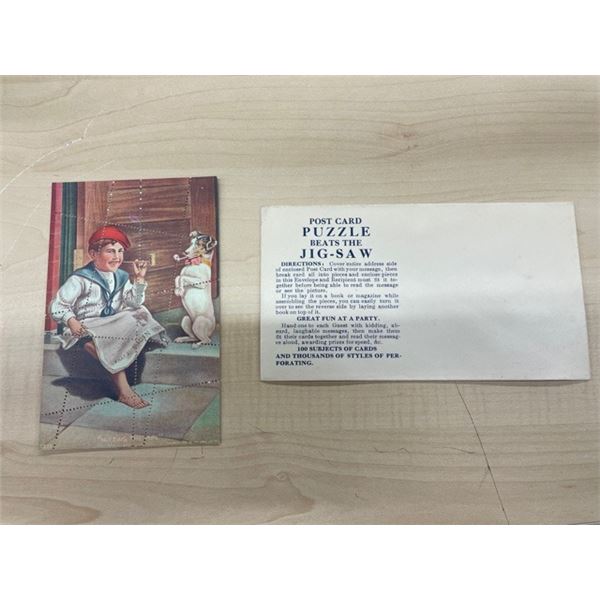 POST CARD
PUZZLE
BEATS THE
JIG-SAW
DIRECTIONS: Cover entire address side
of enclosed Post Card with your message, then
break card all into pieces and enclose pieces
in this Envelope and Recipient must fit it to-
gether before being able to read the message
or see the picture.
If you lay it on a book or magazine while
assembling the pieces, you can easily turn it
over to see the reverse side by laying another
book on top of it.
GREAT FUN AT A PARTY.
Hand one to each Guest with kidding, ab-
surd, laughable messages, then make them
fit their cards together and read their messag-
es aloud, awarding prizes for speed, &c.
100 SUBJECTS OF CARDS
AND THOUSANDS OF STYLES OF PER-
FORATING.